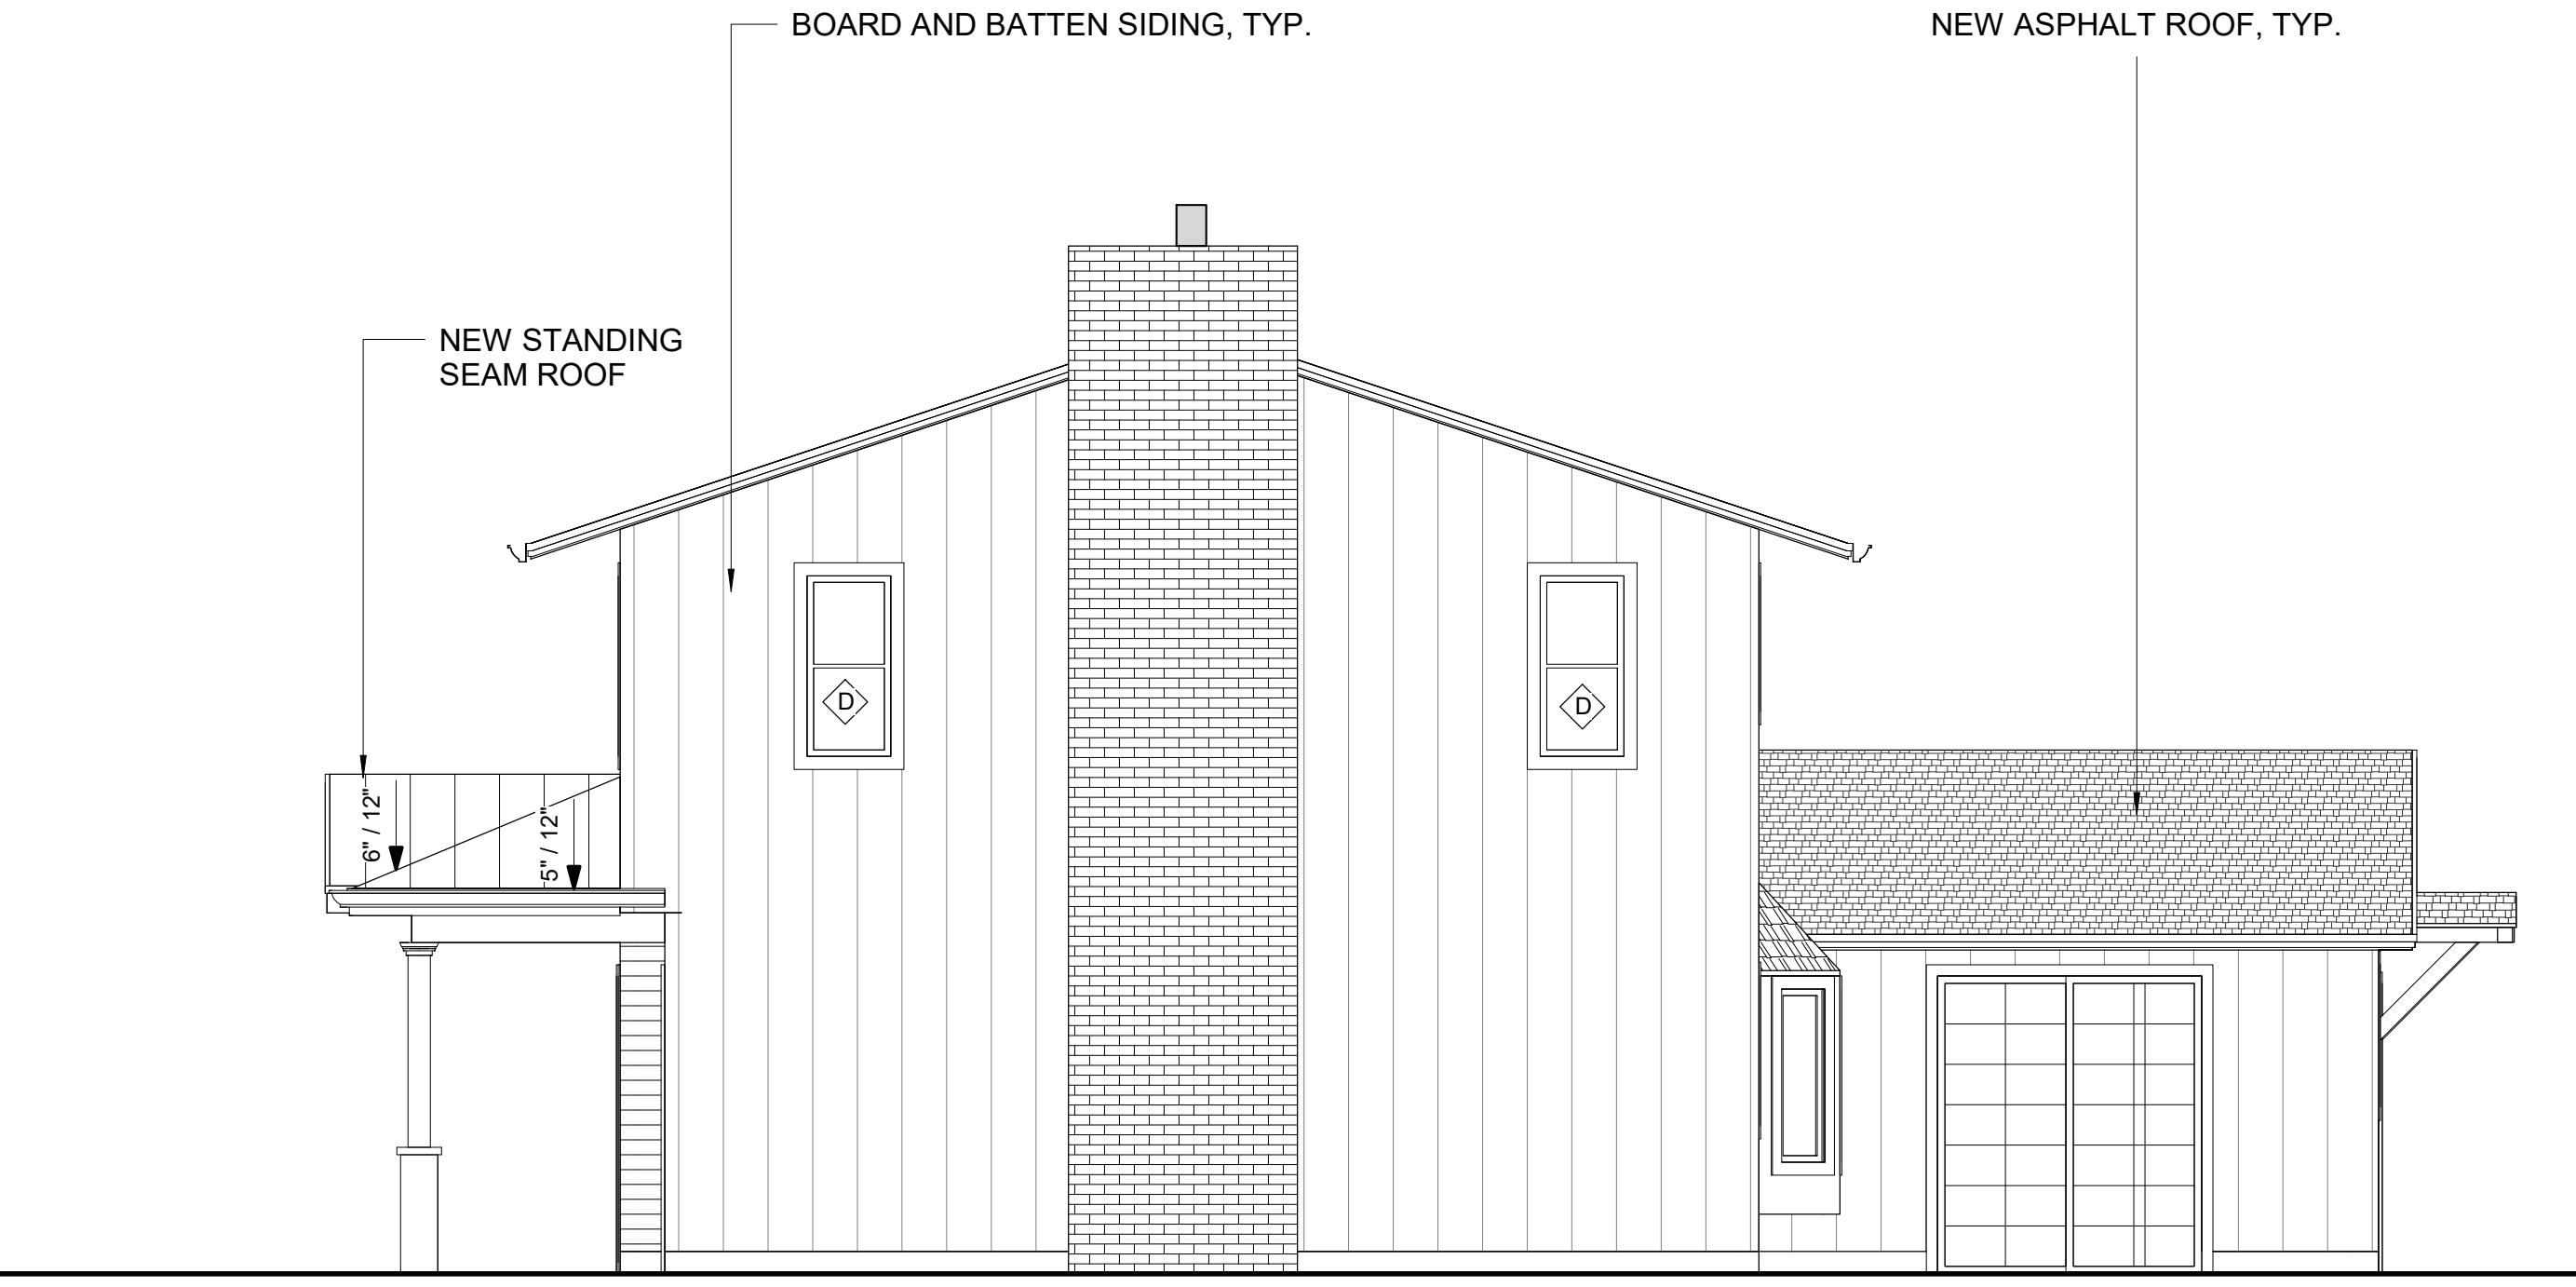 BOARD AND BATTEN SIDING, TYP.
NEW ASPHALT ROOF, TYP.
NEW STANDING
SEAM ROOF
D
D
6" / 12"
5" / 12"